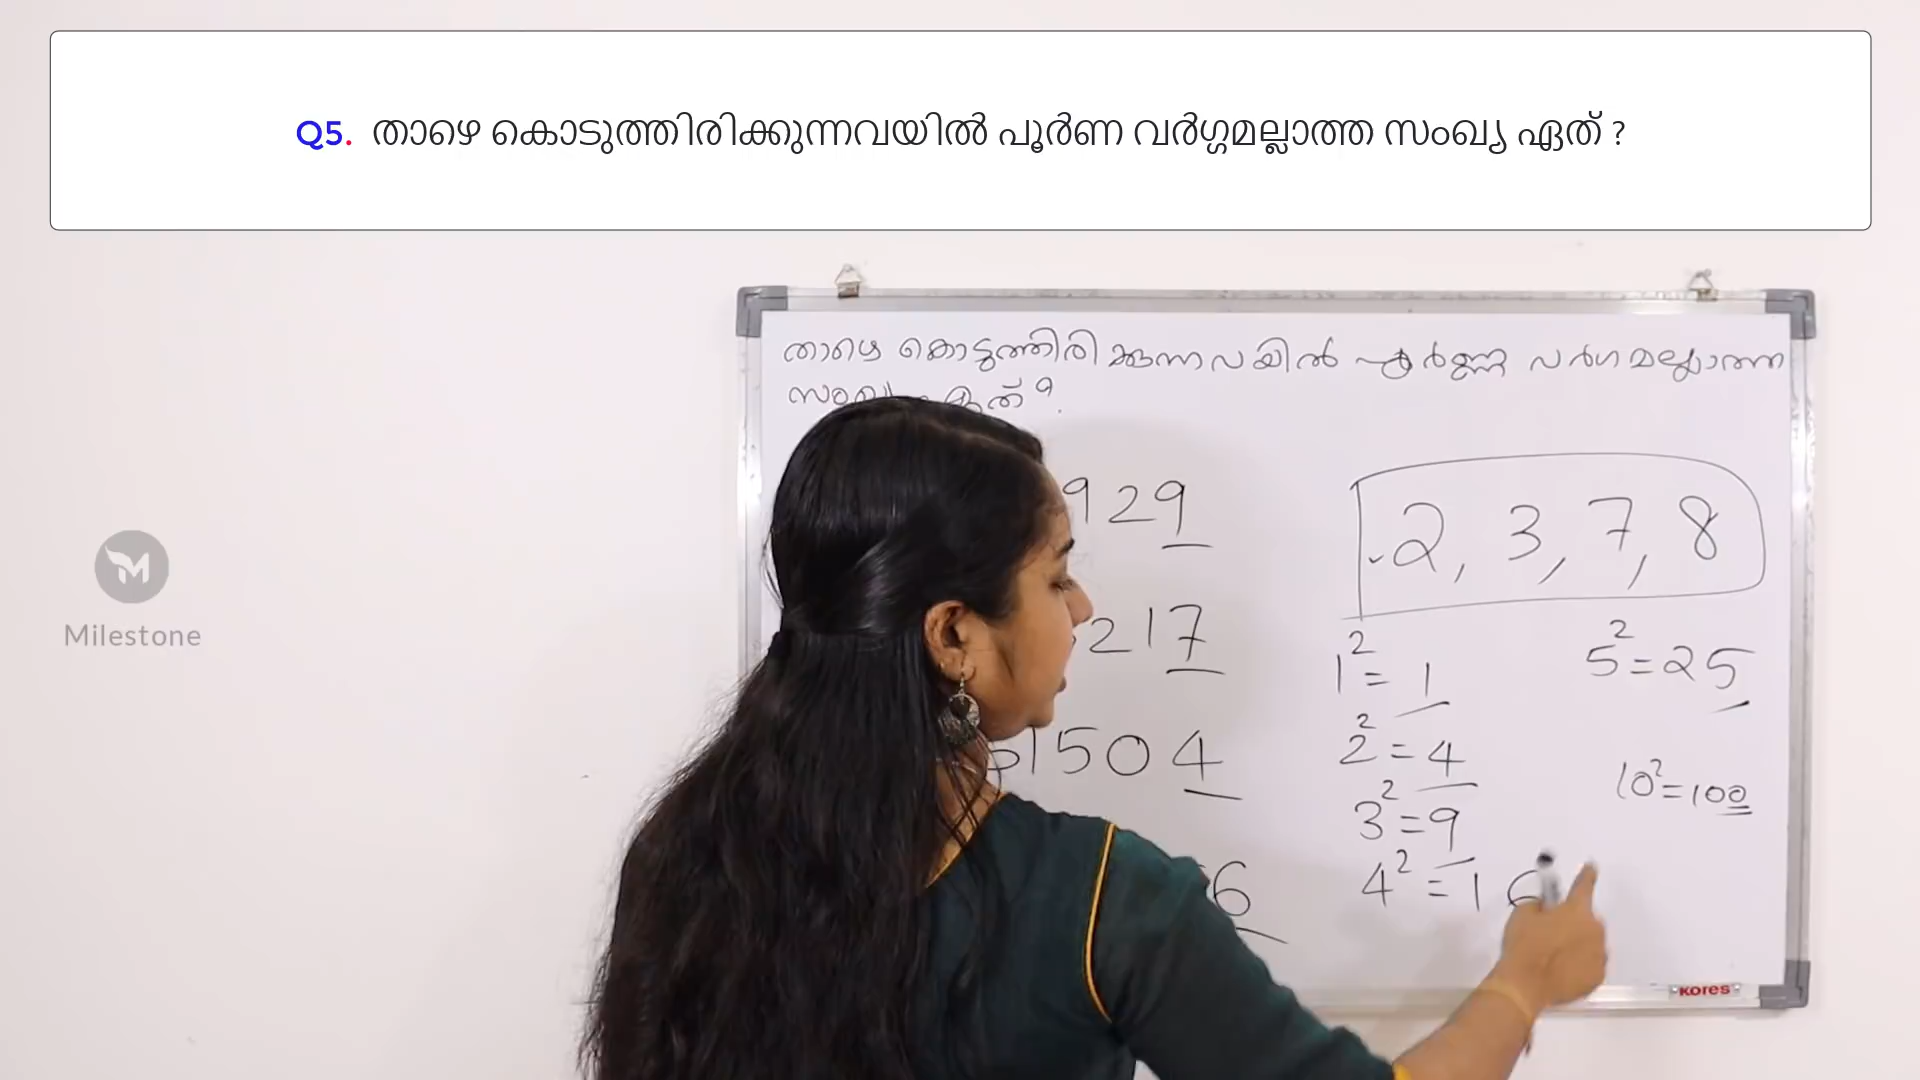 Q5. താഴെ കൊടുത്തിരിക്കുന്നവയിൽ പൂർണ വർഗ്ഗമല്ലാത്ത സംഖ്യ ഏത് ?
താഴെ കൊടുത്തിരിക്കുന്നവയിൽ പൂർണ്ണ വർഗമല്ലാത്ത
929
217
1504
6
2, 3, 7, 8
1² = 1
2² = 4
3² = 9
4² = 16
5² = 25
10² = 100
Milestone
KORES